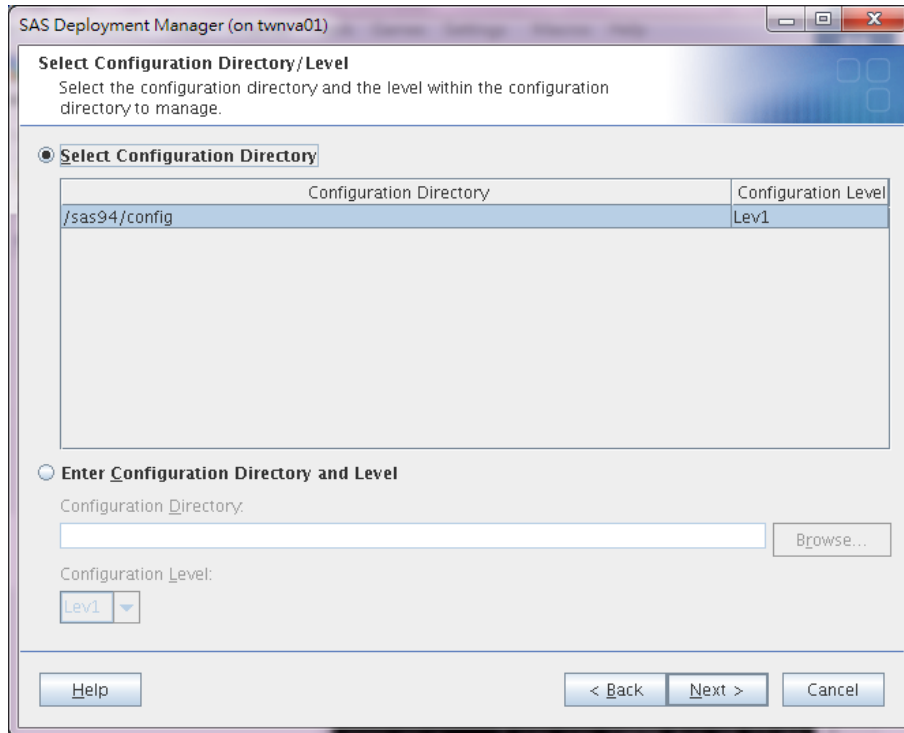 SAS Deployment Manager (on twnva01)
Select Configuration Directory/Level
Select the configuration directory and the level within the configuration
directory to manage.
Select Configuration Directory
Configuration Directory Configuration Level
/sas94/config Lev1
Enter Configuration Directory and Level
Configuration Directory:
Browse...
Configuration Level:
Lev1
Help < Back Next > Cancel